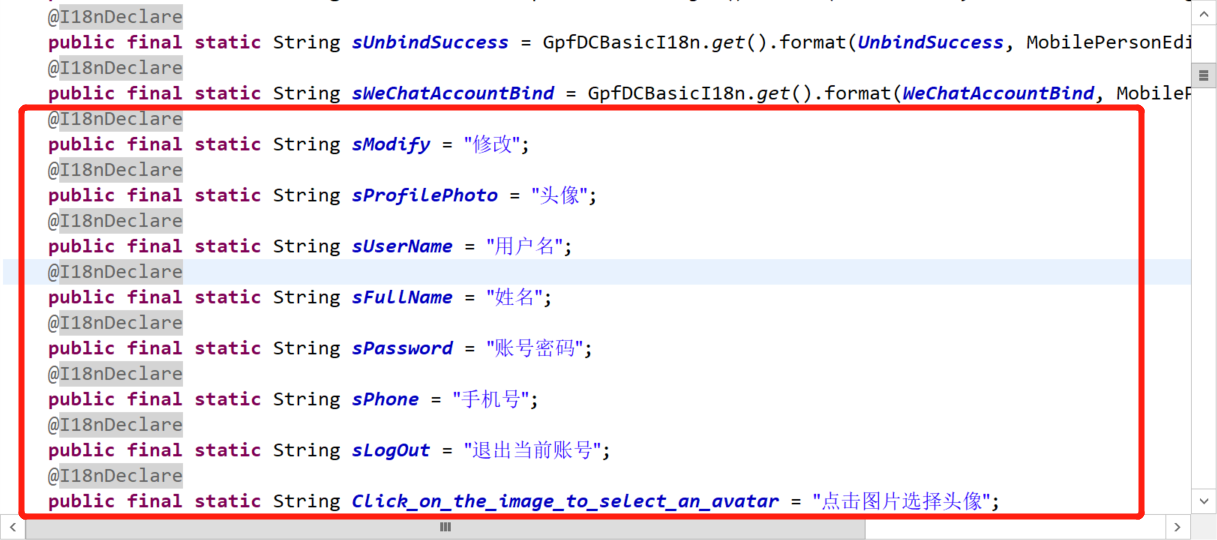 @I18nDeclare
public final static String sUnbindSuccess = GpfDCBasicI18n.get().format(UnbindSuccess, MobilePersonEdi
@I18nDeclare
public final static String sWeChatAccountBind = GpfDCBasicI18n.get().format(WeChatAccountBind, MobileP
@I18nDeclare
public final static String sModify = "修改";
@I18nDeclare
public final static String sProfilePhoto = "头像";
@I18nDeclare
public final static String sUserName = "用户名";
@I18nDeclare
public final static String sFullName = "姓名";
@I18nDeclare
public final static String sPassword = "账号密码";
@I18nDeclare
public final static String sPhone = "手机号";
@I18nDeclare
public final static String sLogOut = "退出当前账号";
@I18nDeclare
public final static String Click_on_the_image_to_select_an_avatar = "点击图片选择头像";